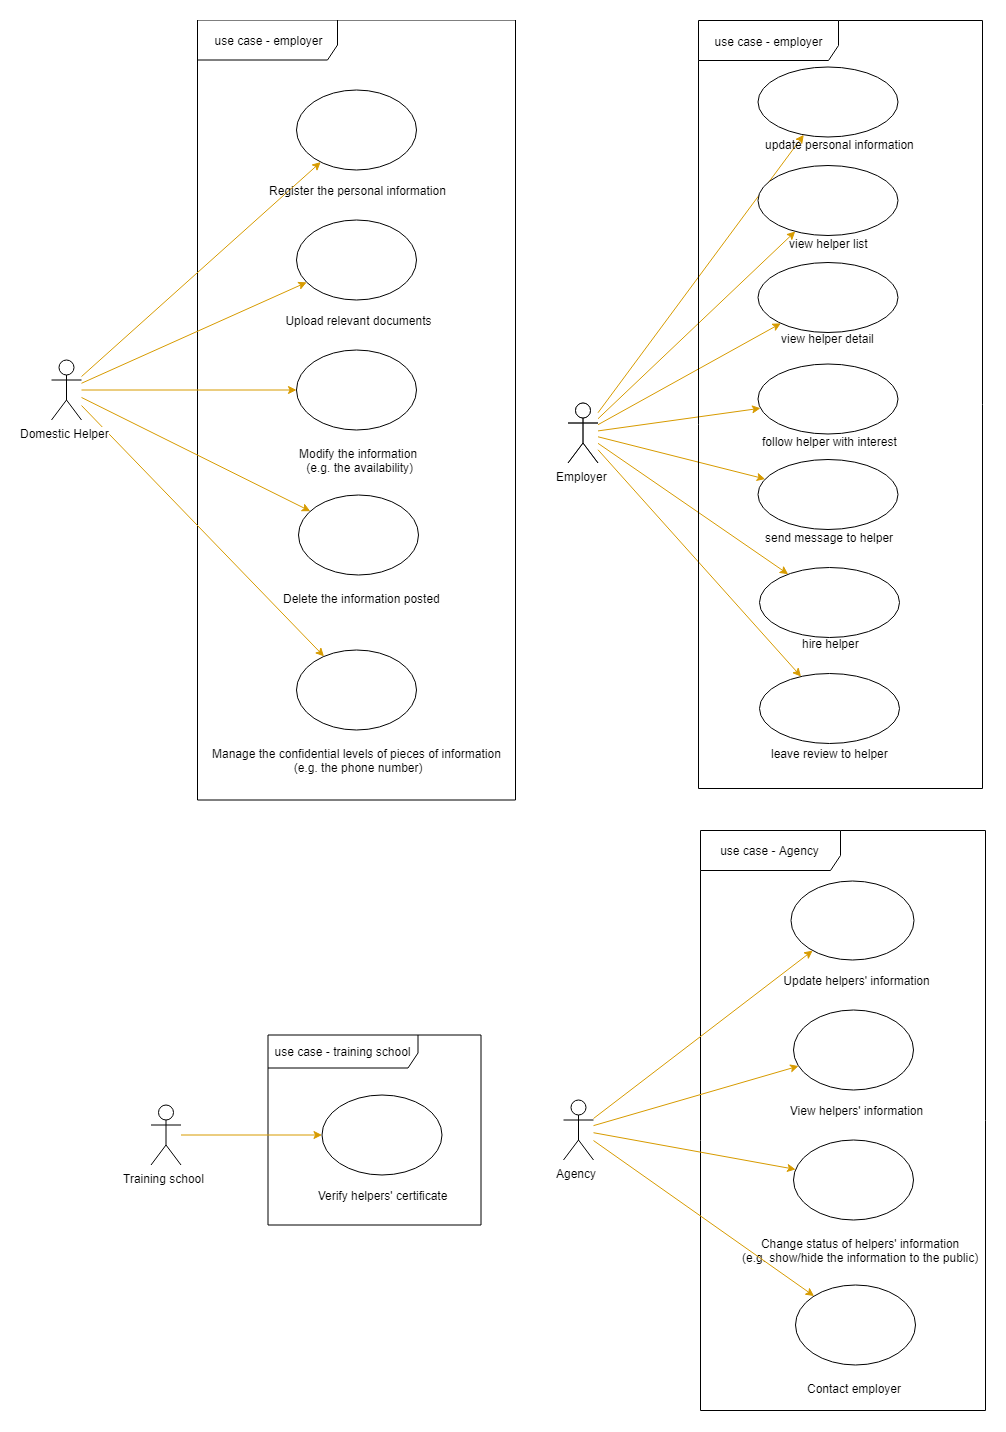 use case - employer
Register the personal information
Upload relevant documents
Modify the information
(e.g. the availability)
Delete the information posted
Manage the confidential levels of pieces of information
(e.g. the phone number)
Domestic Helper
use case - employer
update personal information
view helper list
view helper detail
follow helper with interest
send message to helper
hire helper
leave review to helper
Employer
use case - training school
Verify helpers' certificate
Training school
use case - Agency
Update helpers' information
View helpers' information
Change status of helpers' information
(e.g. show/hide the information to the public)
Contact employer
Agency